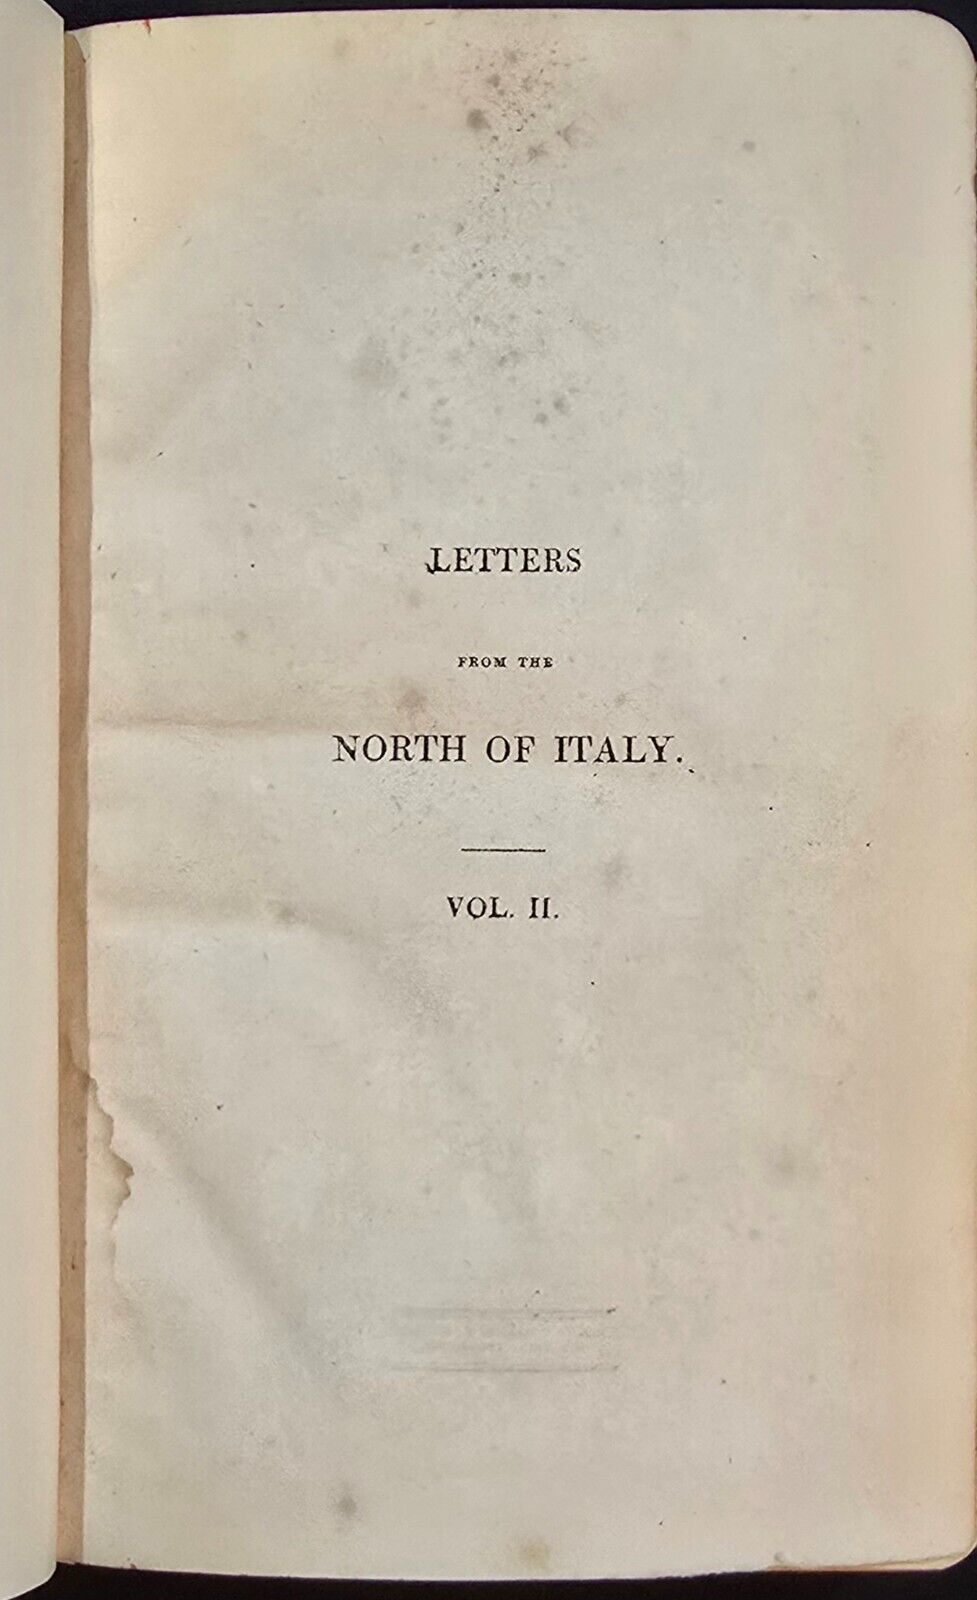 LETTERS
FROM THE
NORTH OF ITALY.
VOL. II.